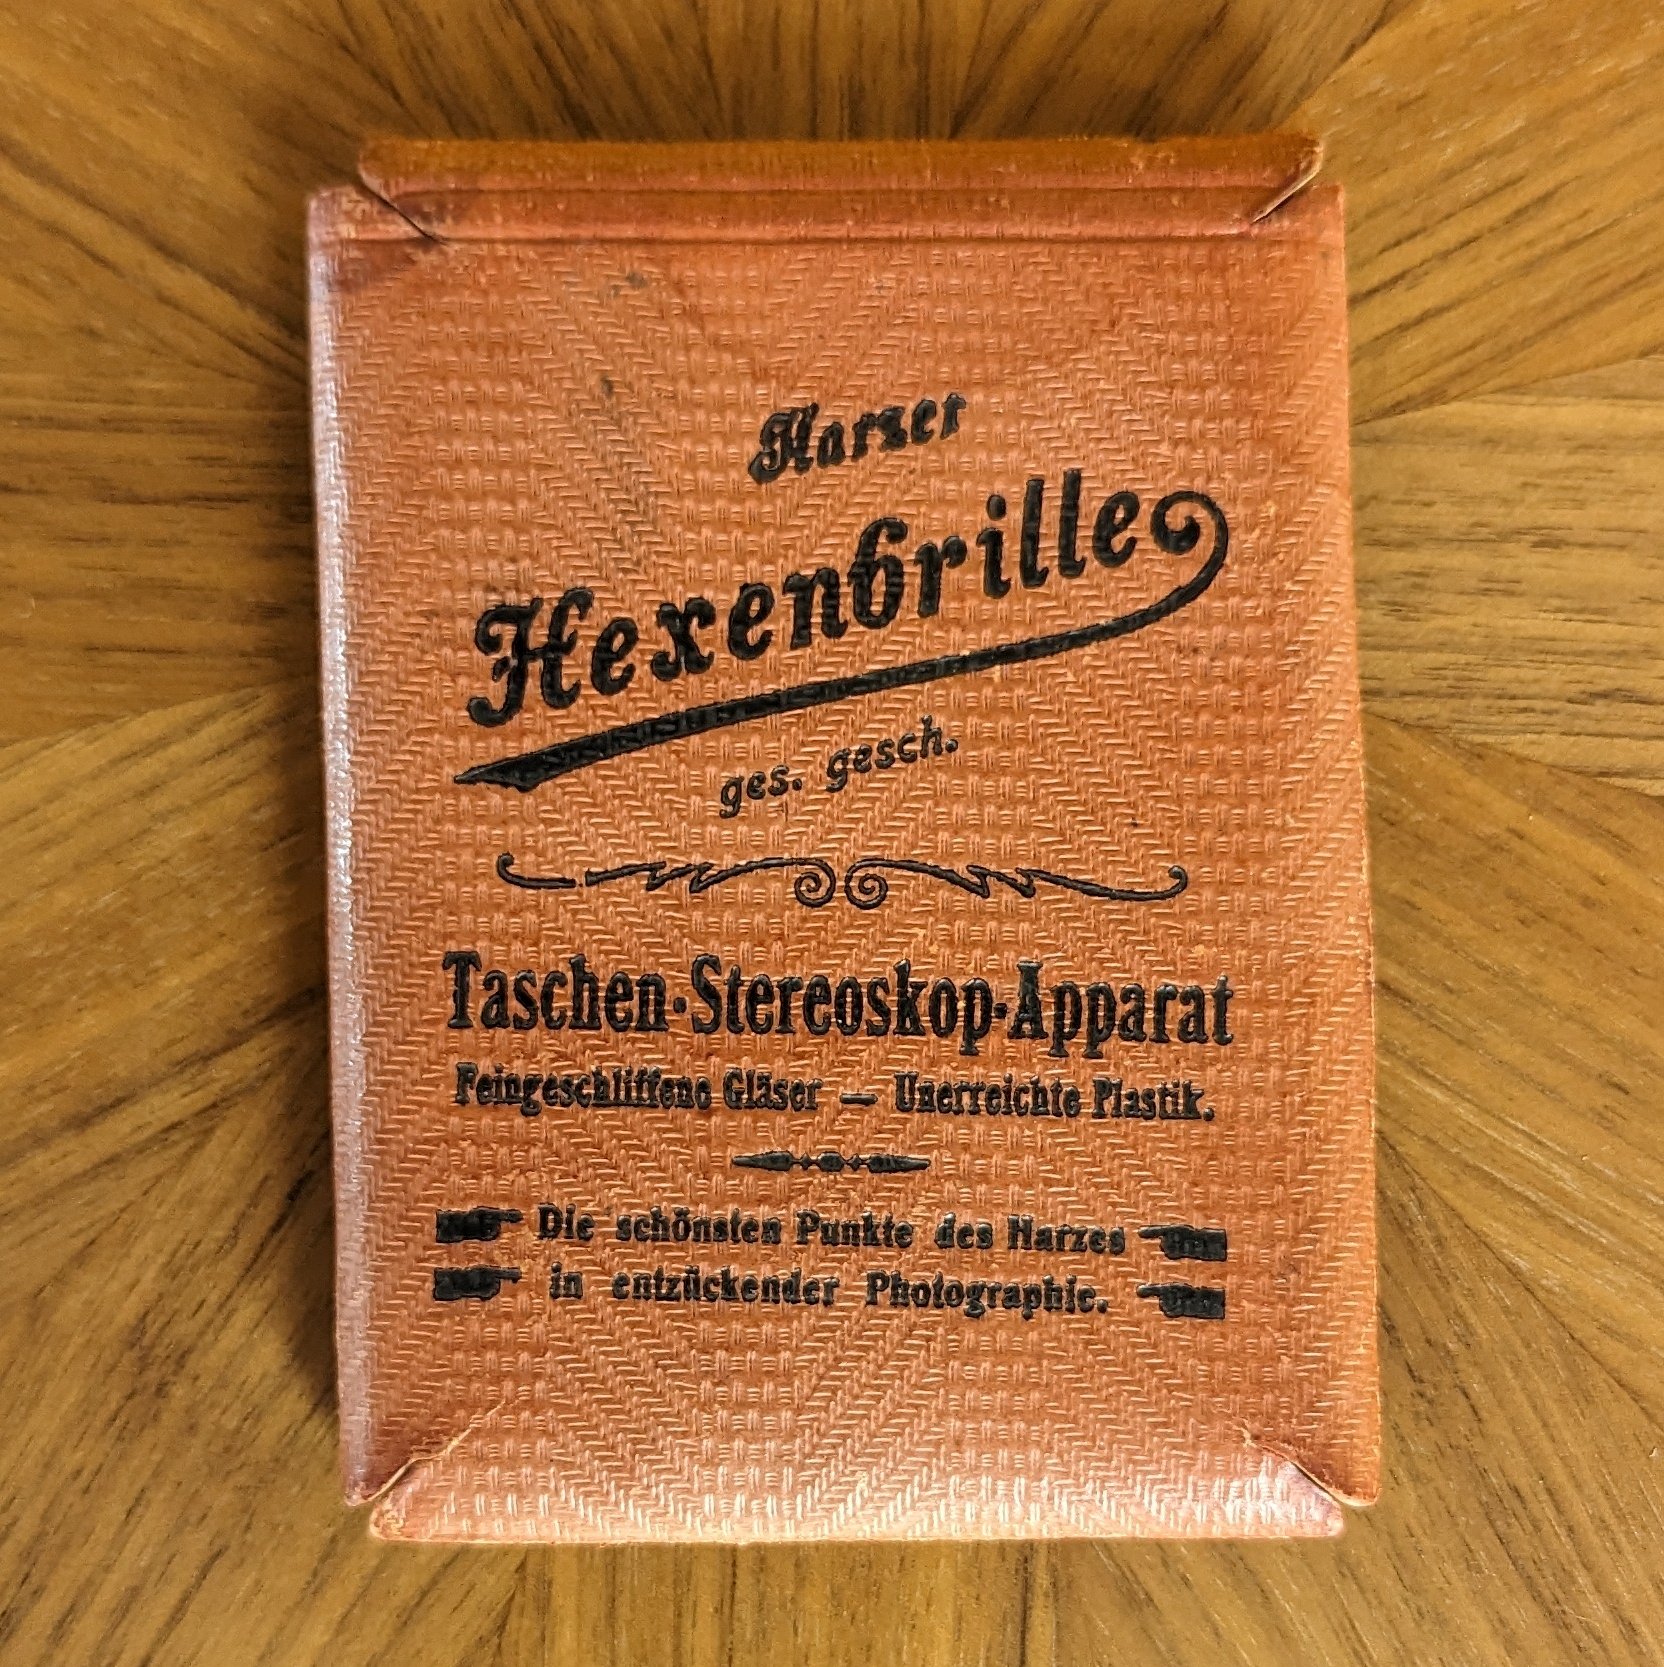 Harzer
Hexenbrille
ges. gesch.
Taschen-Stereoskop-Apparat
Feingeschliffene Gläser — Unerreichte Plastik.
Die schönsten Punkte des Harzes
in entzückender Photographie.